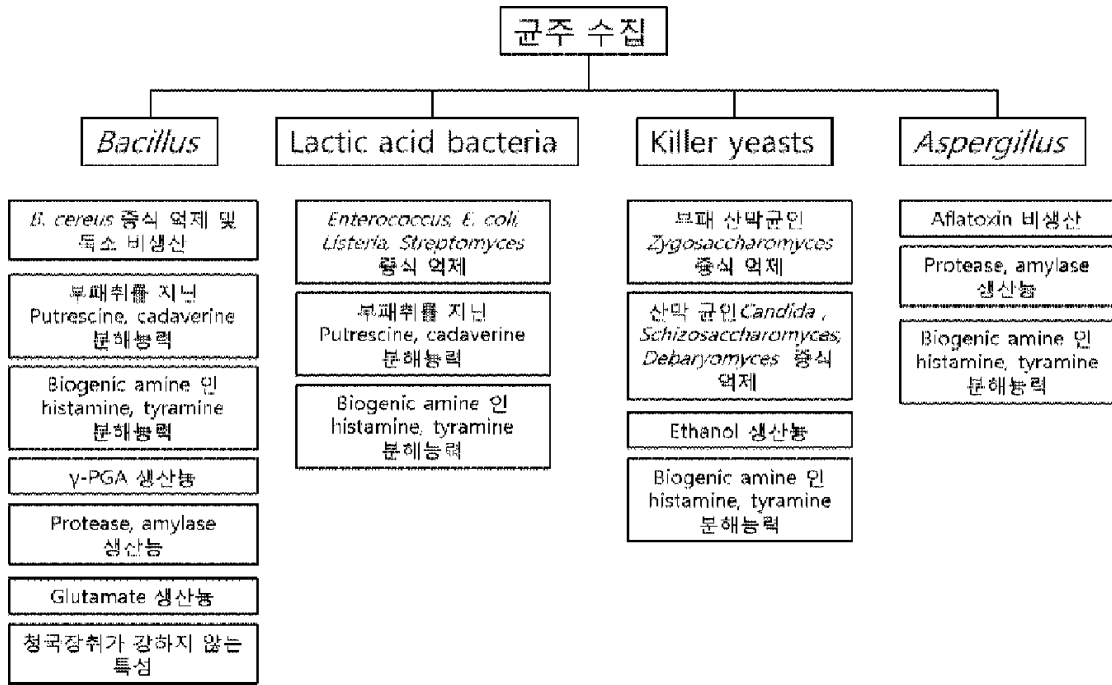 균주 수집
Bacillus
Lactic acid bacteria
Killer yeasts
Aspergillus
B. cereus 증식 억제 및
독소 비생산
부패취를 지닌
Putrescine, cadaverine
분해능력
Biogenic amine 인
histamine, tyramine
분해능력
γ-PGA 생산능
Protease, amylase
생산능
Glutamate 생산능
청국장취가 강하지 않는
특성
Enterococcus, E. coli,
Listeria, Streptomyces
증식 억제
부패취를 지닌
Putrescine, cadaverine
분해능력
Biogenic amine 인
histamine, tyramine
분해능력
부패 산막균인
Zygosaccharomyces
증식 억제
산막 균인Candida ,
Schizosaccharomyces,
Debaryomyces 증식
억제
Ethanol 생산능
Biogenic amine 인
histamine, tyramine
분해능력
Aflatoxin 비생산
Protease, amylase
생산능
Biogenic amine 인
histamine, tyramine
분해능력